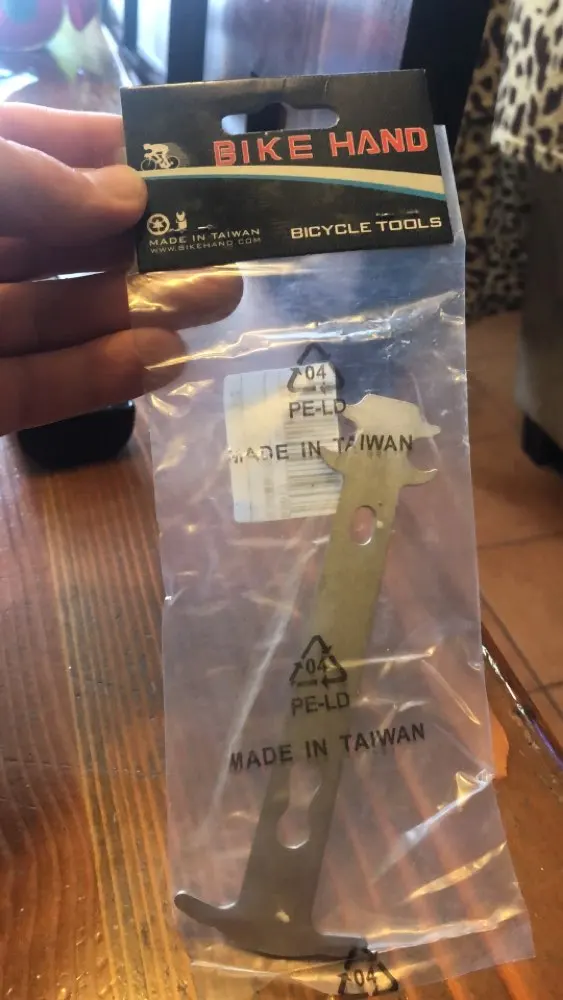 BIKE HAND
MADE IN TAIWAN
WWW.BIKEHAND.COM
BICYCLE TOOLS
04
PE-LD
MADE IN TAIWAN
04
PE-LD
MADE IN TAIWAN
04